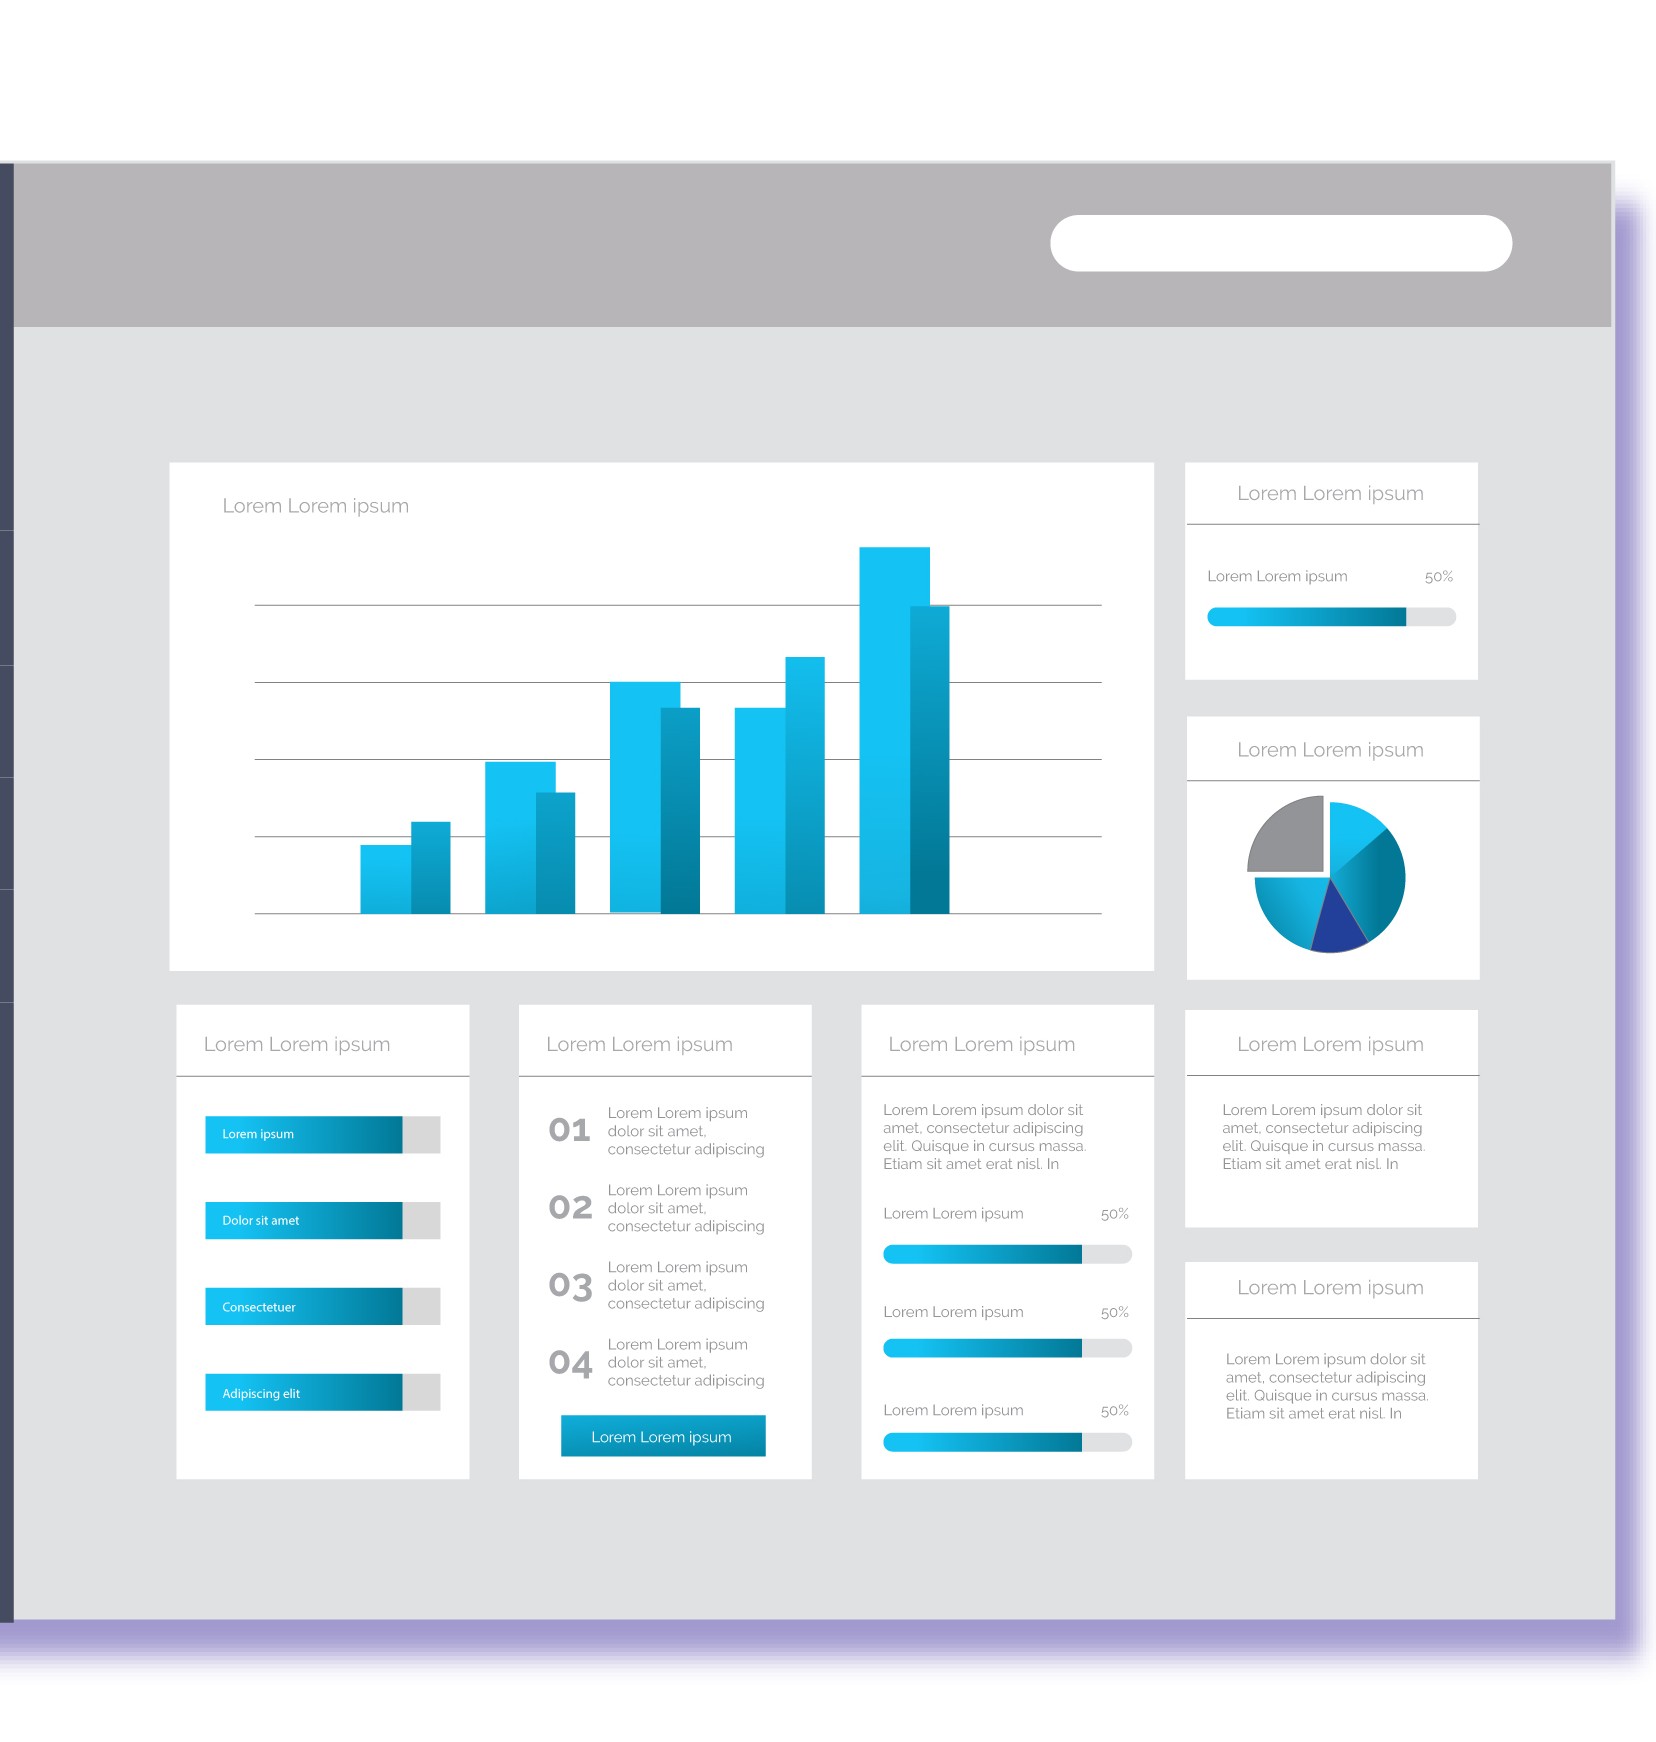 Lorem Lorem ipsum
Lorem Lorem ipsum
Lorem Lorem ipsum 50%
Lorem Lorem ipsum
Lorem Lorem ipsum
Lorem ipsum
Dolor sit amet
Consectetuer
Adipiscing elit
Lorem Lorem ipsum
01
Lorem Lorem ipsum
dolor sit amet,
consectetur adipiscing
02
Lorem Lorem ipsum
dolor sit amet,
consectetur adipiscing
03
Lorem Lorem ipsum
dolor sit amet,
consectetur adipiscing
04
Lorem Lorem ipsum
dolor sit amet,
consectetur adipiscing
Lorem Lorem ipsum
Lorem Lorem ipsum
Lorem Lorem ipsum dolor sit
amet, consectetur adipiscing
elit. Quisque in cursus massa.
Etiam sit amet erat nisl. In
Lorem Lorem ipsum 50%
Lorem Lorem ipsum 50%
Lorem Lorem ipsum 50%
Lorem Lorem ipsum
Lorem Lorem ipsum dolor sit
amet, consectetur adipiscing
elit. Quisque in cursus massa.
Etiam sit amet erat nisl. In
Lorem Lorem ipsum
Lorem Lorem ipsum dolor sit
amet, consectetur adipiscing
elit. Quisque in cursus massa.
Etiam sit amet erat nisl. In